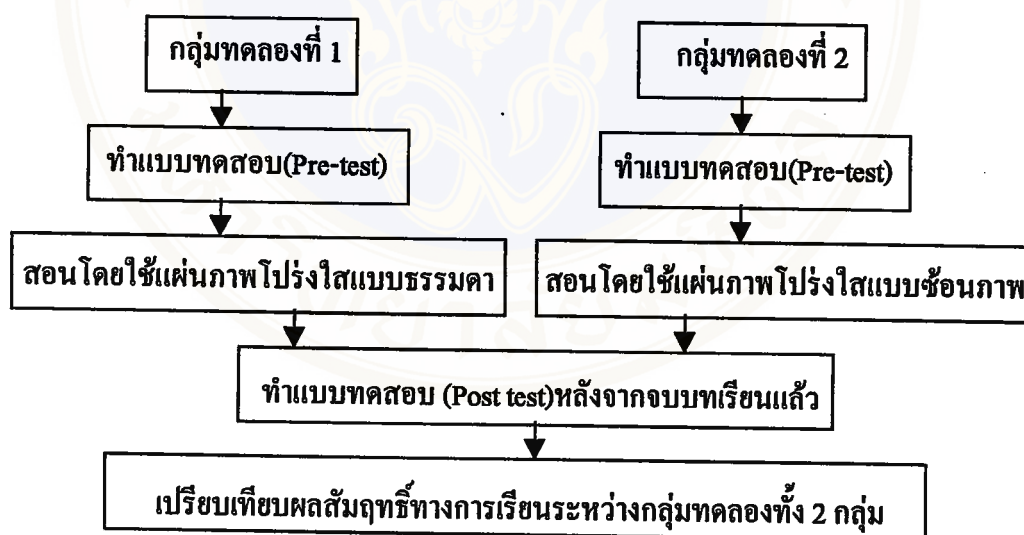 กลุ่มทดลองที่ 1
กลุ่มทดลองที่ 2
ทำแบบทดสอบ(Pre-test)
ทำแบบทดสอบ(Pre-test)
สอนโดยใช้แผ่นภาพโปร่งใสแบบธรรมดา
สอนโดยใช้แผ่นภาพโปร่งใสแบบซ้อนภาพ
ทำแบบทดสอบ (Post test)หลังจากจบบทเรียนแล้ว
เปรียบเทียบผลสัมฤทธิ์ทางการเรียนระหว่างกลุ่มทดลองทั้ง 2 กลุ่ม